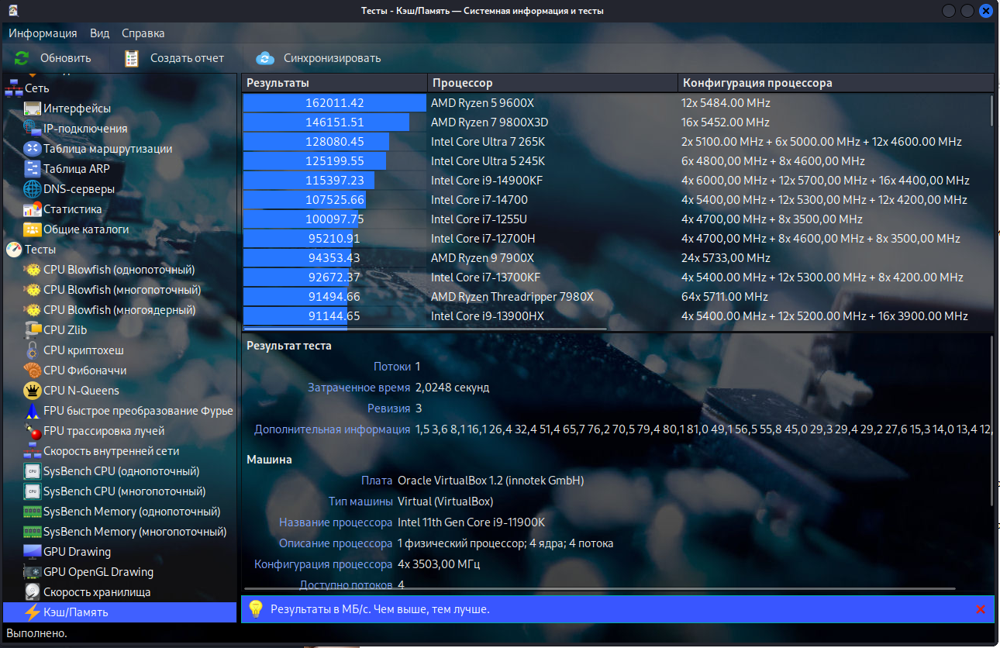 Тесты - Кэш/Память — Системная информация и тесты
Информация Вид Справка
Обновить Создать отчет Синхронизировать
Сеть
Интерфейсы
IP-подключения
Таблица маршрутизации
Таблица ARP
DNS-серверы
Статистика
Общие каталоги
Тесты
CPU Blowfish (однопоточный)
CPU Blowfish (многопоточный)
CPU Blowfish (многоядерный)
CPU Zlib
CPU криптохеш
CPU Фибоначчи
CPU N-Queens
FPU быстрое преобразование Фурье
FPU трассировка лучей
Скорость внутренней сети
SysBench CPU (однопоточный)
SysBench CPU (многопоточный)
SysBench Memory (однопоточный)
SysBench Memory (многопоточный)
GPU Drawing
GPU OpenGL Drawing
Скорость хранилища
Кэш/Память
Результаты Процессор Конфигурация процессора
162011.42 AMD Ryzen 5 9600X 12x 5484.00 MHz
146151.51 AMD Ryzen 7 9800X3D 16x 5452.00 MHz
128080.45 Intel Core Ultra 7 265K 2x 5100.00 MHz + 6x 5000.00 MHz + 12x 4600.00 MHz
125199.55 Intel Core Ultra 5 245K 6x 4800,00 MHz + 8x 4600,00 MHz
115397.23 Intel Core i9-14900KF 4x 6000,00 MHz + 12x 5700,00 MHz + 16x 4400,00 MHz
107525.66 Intel Core i7-14700 4x 5400,00 MHz + 12x 5300,00 MHz + 12x 4200,00 MHz
100097.75 Intel Core i7-1255U 4x 4700,00 MHz + 8x 3500,00 MHz
95210.91 Intel Core i7-12700H 4x 4700,00 MHz + 8x 4600,00 MHz + 8x 3500,00 MHz
94353.43 AMD Ryzen 9 7900X 24x 5733,00 MHz
92672.37 Intel Core i7-13700KF 4x 5400.00 MHz + 12x 5300.00 MHz + 8x 4200.00 MHz
91494.66 AMD Ryzen Threadripper 7980X 64x 5711.00 MHz
91144.65 Intel Core i9-13900HX 4x 5400.00 MHz + 12x 5200.00 MHz + 16x 3900.00 MHz
Результат теста
Потоки 1
Затраченное время 2,0248 секунд
Ревизия 3
Дополнительная информация 1,5 3,6 8,1 16,1 26,4 32,4 51,4 65,7 76,2 70,5 79,4 80,1 81,0 49,1 56,5 55,8 45,0 29,3 29,4 29,2 27,6 15,3 14,0 13,4 12,
Машина
Плата Oracle VirtualBox 1.2 (innotek GmbH)
Тип машины Virtual (VirtualBox)
Название процессора Intel 11th Gen Core i9-11900K
Описание процессора 1 физический процессор; 4 ядра; 4 потока
Конфигурация процессора 4x 3503,00 МГц
Доступно потоков 4
Результаты в МБ/с. Чем выше, тем лучше.
Выполнено.